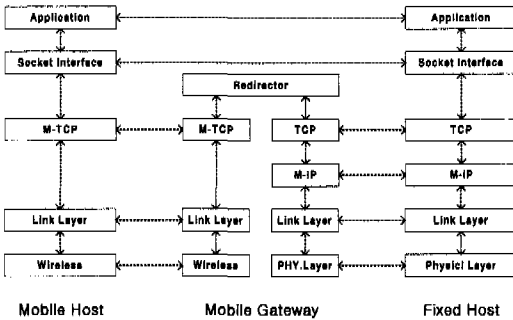 Application Application
Socket Interface Socket Interface
Redirector
M-TCP M-TCP TCP TCP
M-IP M-IP
Link Layer Link Layer Link Layer Link Layer
Wireless Wireless PHY.Layer Physicl Layer
Mobile Host Mobile Gateway Fixed Host